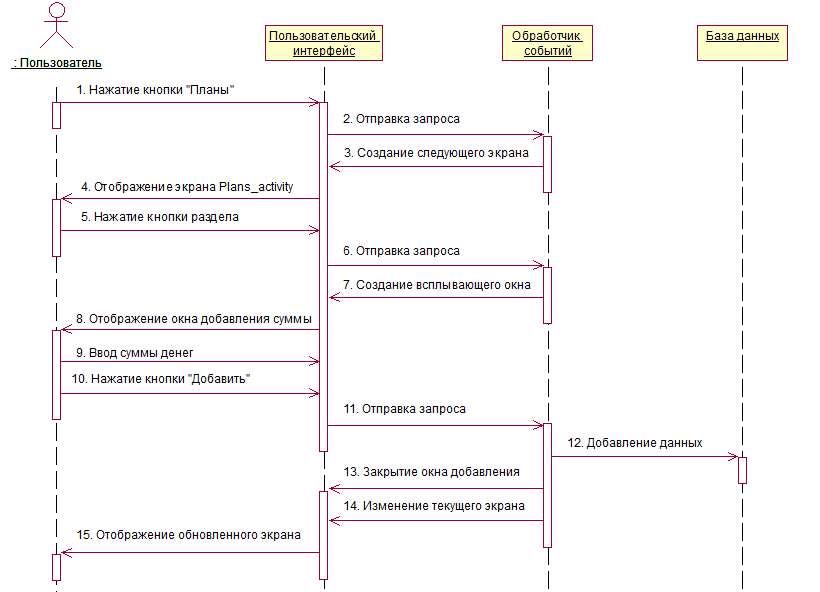 : Пользователь
Пользовательский
интерфейс
Обработчик
событий
База данных
1. Нажатие кнопки "Планы"
2. Отправка запроса
3. Создание следующего экрана
4. Отображение экрана Plans_activity
5. Нажатие кнопки раздела
6. Отправка запроса
7. Создание всплывающего окна
8. Отображение окна добавления суммы
9. Ввод суммы денег
10. Нажатие кнопки "Добавить"
11. Отправка запроса
12. Добавление данных
13. Закрытие окна добавления
14. Изменение текущего экрана
15. Отображение обновленного экрана